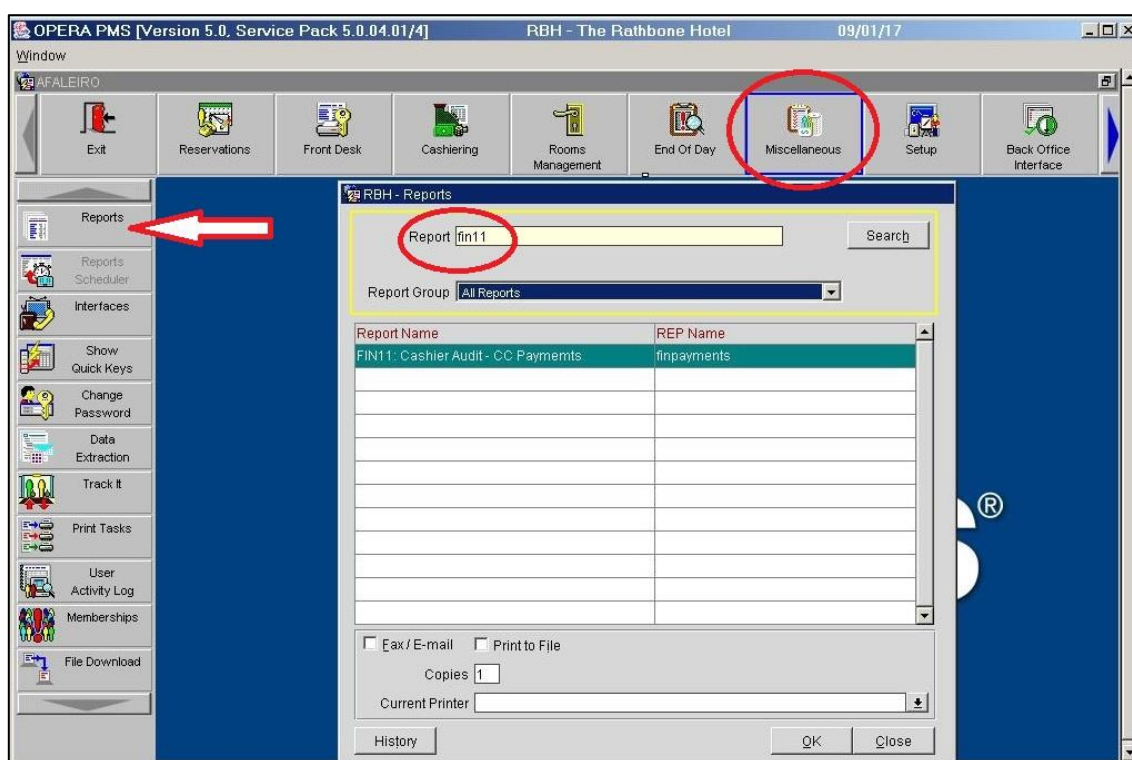 OPERA PMS [Version 5.0, Service Pack 5.0.04.01/4] RBH - The Rathbone Hotel 09/01/17
Window
AFALEIRO
Exit
Reservations
Front Desk
Cashiering
Rooms
Management
End Of Day
Miscellaneous
Setup
Back Office
Interface
Reports
Reports
Scheduler
Interfaces
Show
Quick Keys
Change
Password
Data
Extraction
Track It
Print Tasks
User
Activity Log
Memberships
File Download
RBH - Reports
Report fin11 Search
Report Group All Reports
Report Name REP Name
FIN11: Cashier Audit - CC Paymemts finpayments
Fax / E-mail Print to File
Copies 1
Current Printer
History OK Close
S®